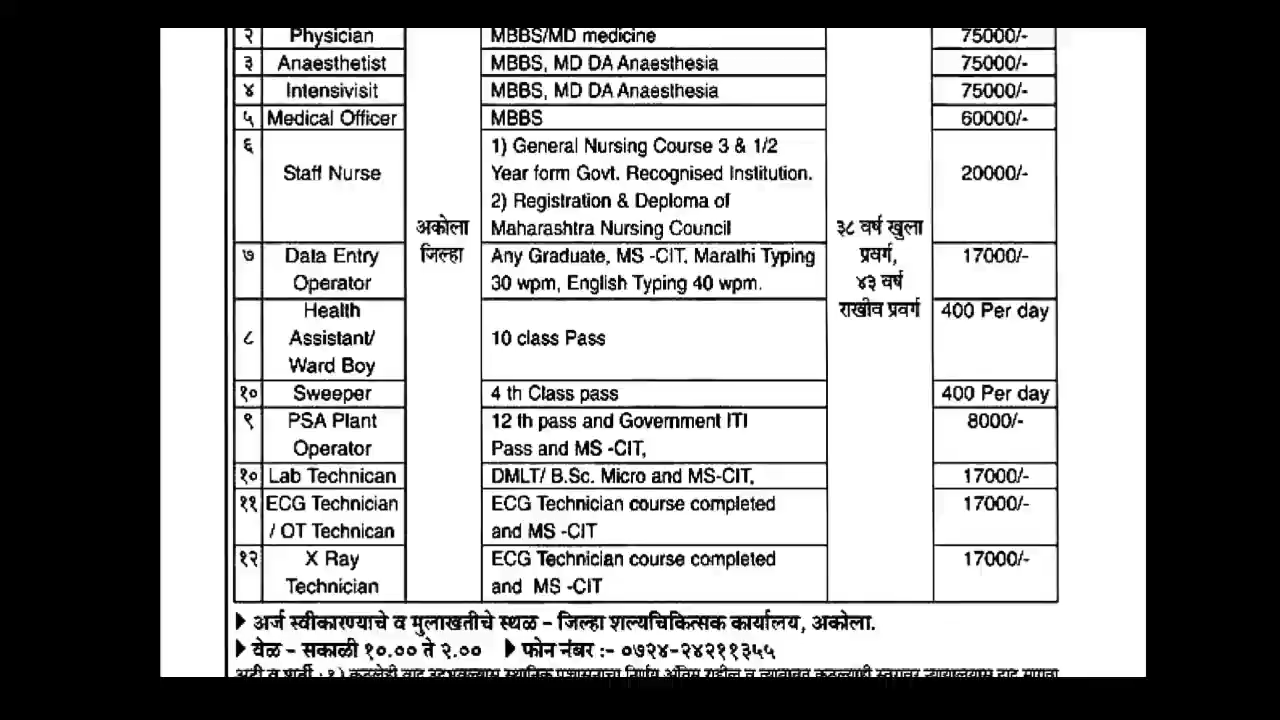 २ Physician MBBS/MD medicine 75000/-
३ Anaesthetist MBBS, MD DA Anaesthesia 75000/-
४ Intensivisit MBBS, MD DA Anaesthesia 75000/-
५ Medical Officer MBBS 60000/-
६ 1) General Nursing Course 3 & 1/2
Staff Nurse Year form Govt. Recognised Institution. 20000/-
2) Registration & Deploma of
अकोला Maharashtra Nursing Council ३८ वर्ष खुला
७ Data Entry जिल्हा Any Graduate, MS -CIT, Marathi Typing प्रवर्ग, 17000/-
Operator 30 wpm, English Typing 40 wpm. ४३ वर्ष
Health राखीव प्रवर्ग 400 Per day
८ Assistant/ 10 class Pass
Ward Boy
१० Sweeper 4 th Class pass 400 Per day
९ PSA Plant 12 th pass and Government ITI 8000/-
Operator Pass and MS -CIT,
१० Lab Technican DMLT/ B.Sc. Micro and MS-CIT, 17000/-
११ ECG Technician ECG Technician course completed 17000/-
/ OT Technican and MS -CIT
१२ X Ray ECG Technician course completed 17000/-
Technician and MS -CIT
अर्ज स्वीकारण्याचे व मुलाखतीचे स्थळ - जिल्हा शल्यचिकित्सक कार्यालय, अकोला.
वेळ - सकाळी १०.०० ते २.०० फोन नंबर :- ०७२४-२४२११३५५